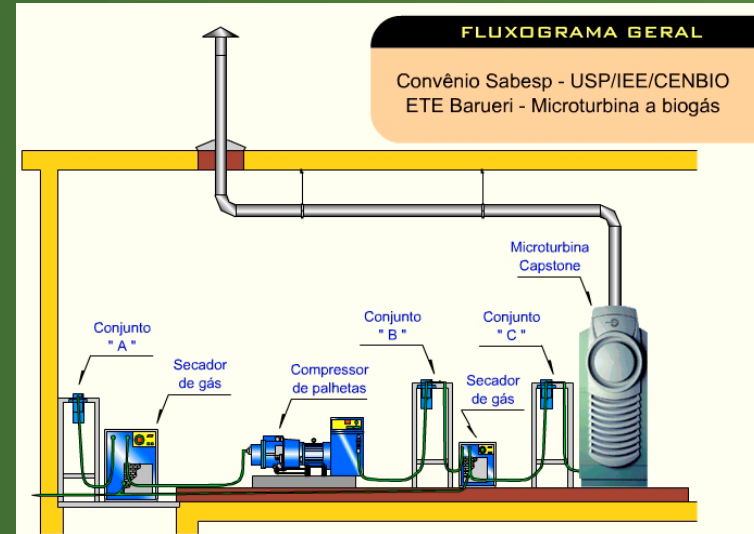 FLUXOGRAMA GERAL
Convênio Sabesp - USP/IEE/CENBIO
ETE Barueri - Microturbina a biogás
Microturbina
Capstone
Conjunto
" A "
Secador
de gás
Compressor
de palhetas
Conjunto
" B "
Secador
de gás
Conjunto
" C "